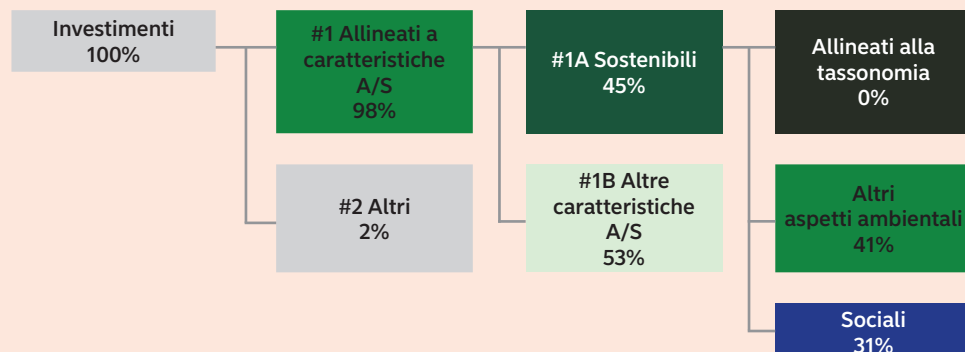 Investimenti
100%
#1 Allineati a
caratteristiche
A/S
98%
#1A Sostenibili
45%
Allineati alla
tassonomia
0%
#2 Altri
2%
#1B Altre
caratteristiche
A/S
53%
Altri
aspetti ambientali
41%
Sociali
31%